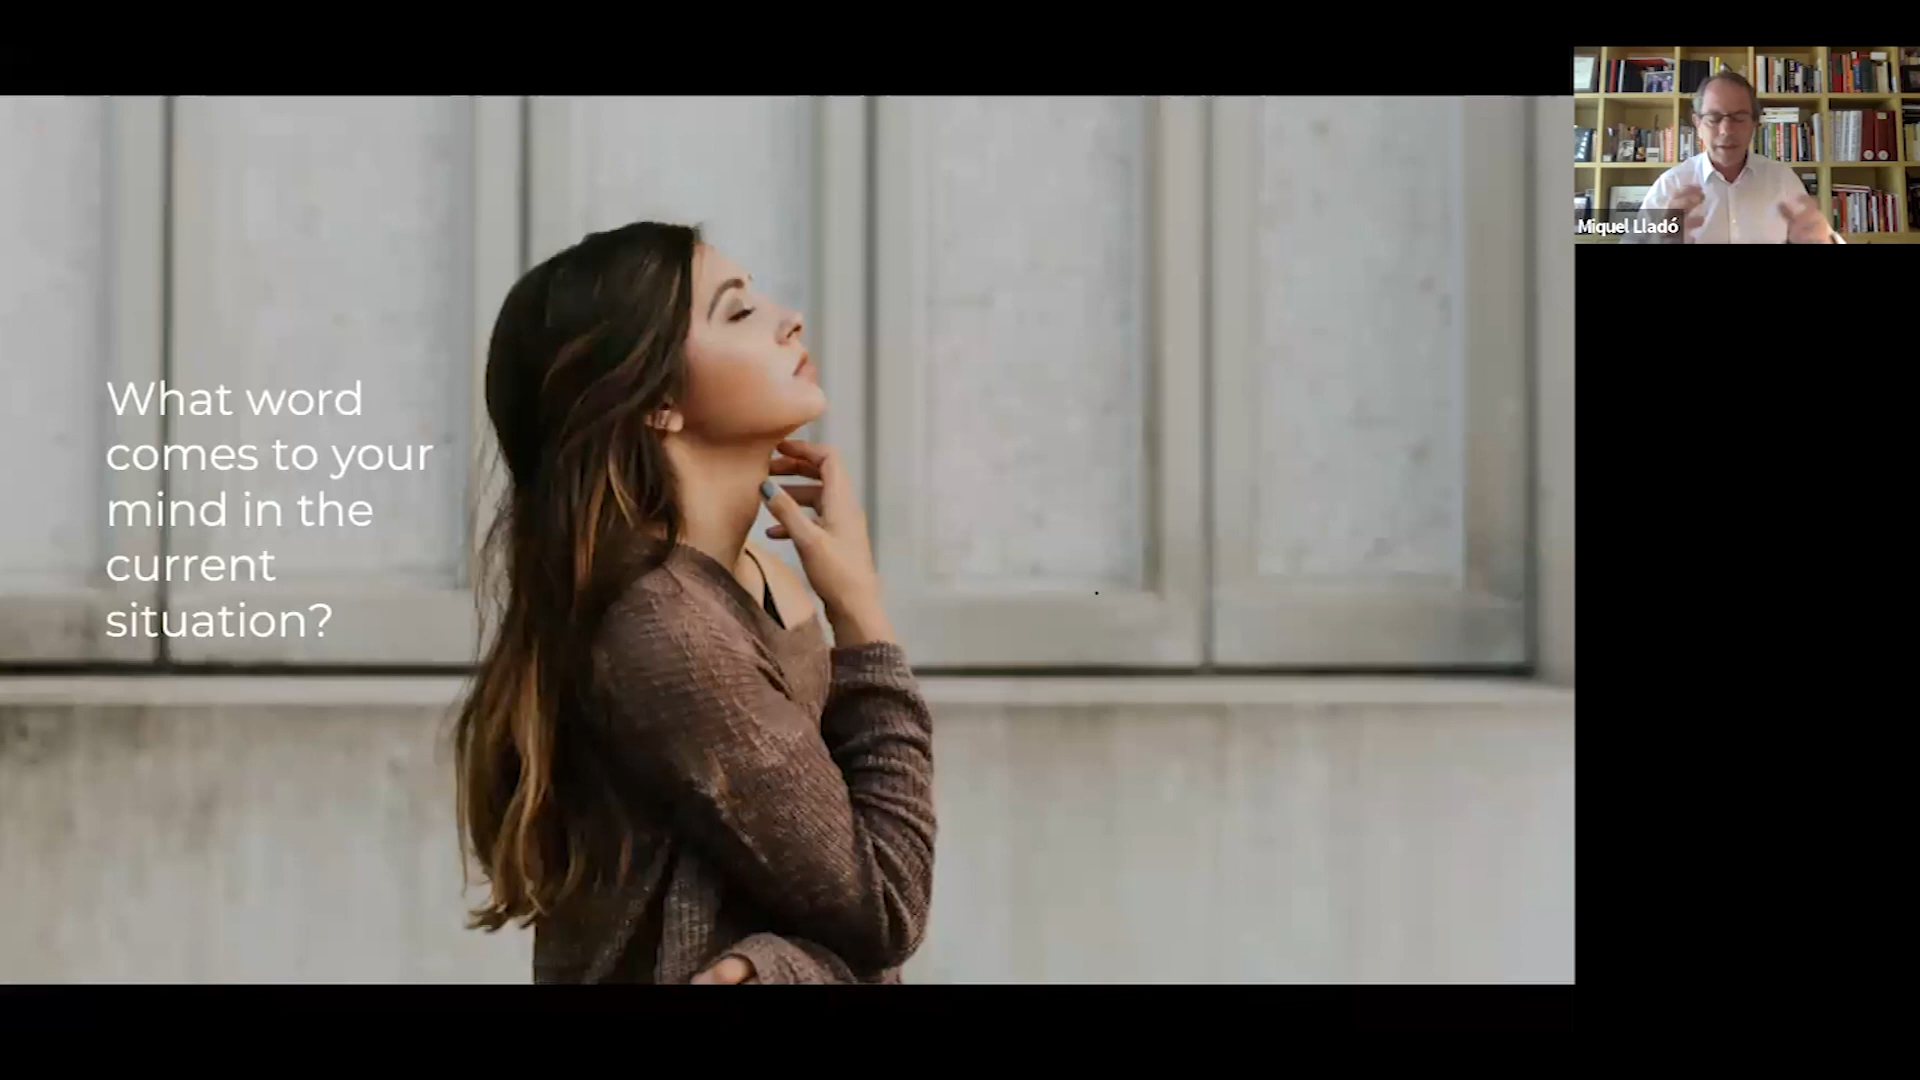 What word
comes to your
mind in the
current
situation?
Miquel Lladó